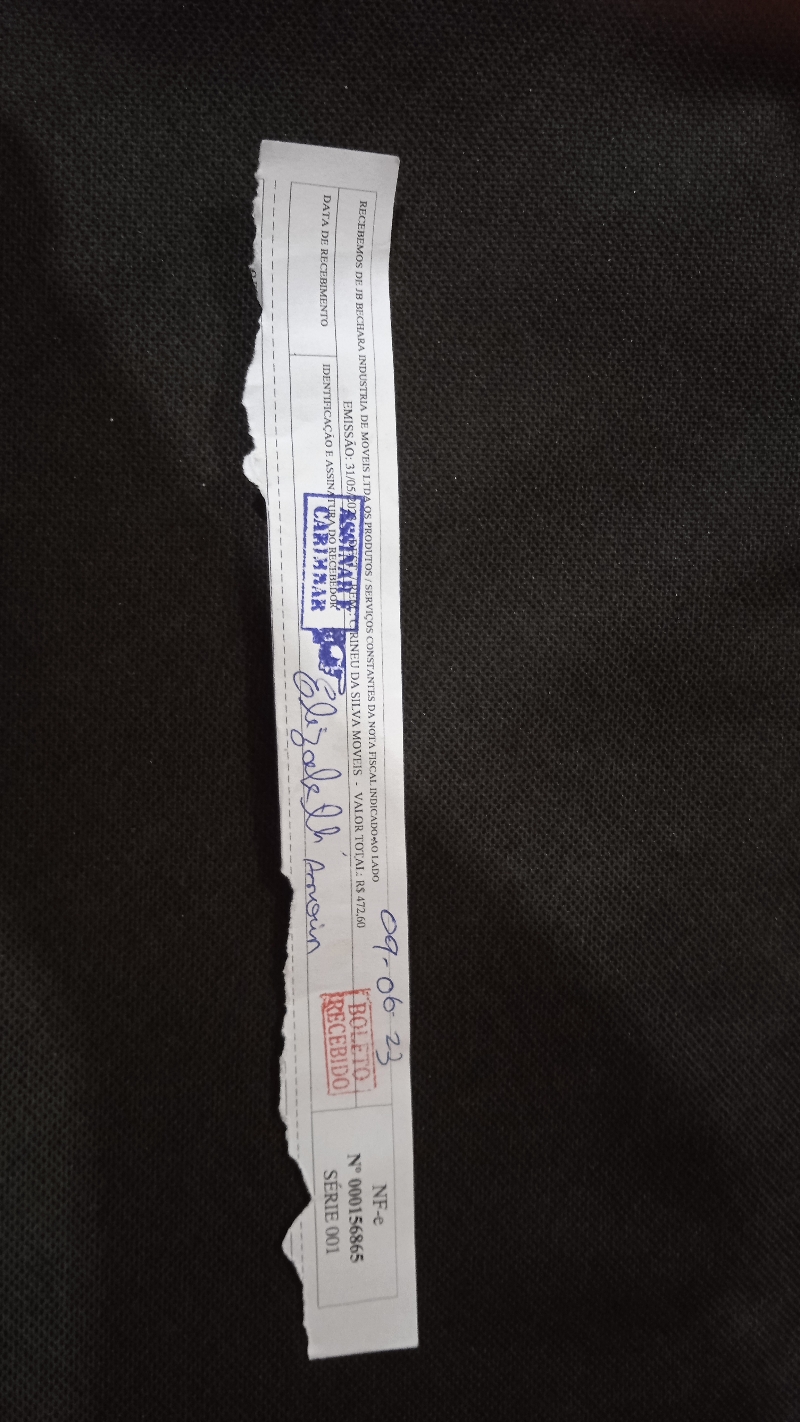 RECEBEMOS DE JB BECHARA INDUSTRIA DE MOVEIS LTDA OS PRODUTOS / SERVIÇOS CONSTANTES DA NOTA FISCAL INDICADO AO LADO
09-06-23
EMISSÃO: 31/05/ RINEU DA SILVA MOVEIS - VALOR TOTAL: R$ 472,60
DATA DE RECEBIMENTO
IDENTIFICAÇÃO E ASSINATURA DO RECEBEDOR
ASSINAR E
CARIMBAR
Elizabeth Amorin
BOLETO
RECEBIDO
NF-e
Nº 000156865
SÉRIE 001